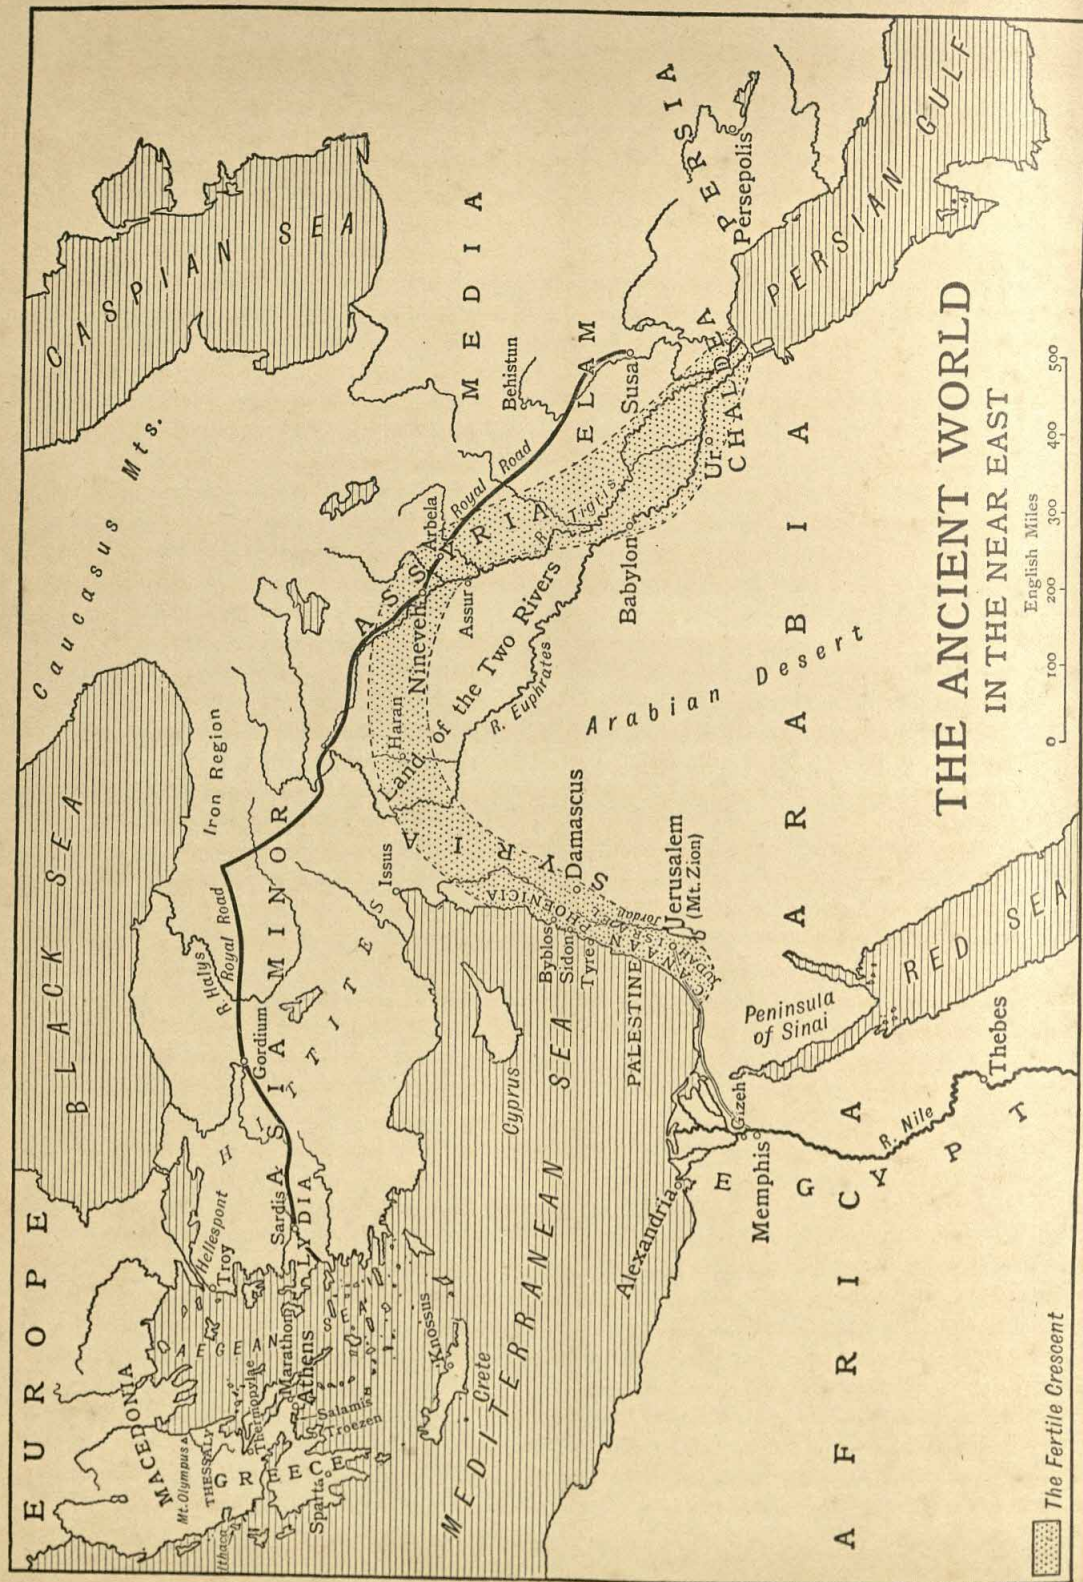 EUROPE
BLACK SEA
Caucasus Mts.
CASPIAN SEA
MACEDONIA
Mt. Olympus
THESSALY
Ithaca
GREECE
Thermopylae
Marathon
Athens
Salamis
Troezen
Sparta
AEGEAN
SEA
Hellespont
Troy
Sardis
LYDIA
ASIA MINOR
HITTITES
Gordium
R. Halys
Royal Road
Iron Region
Issus
Knossus
Crete
Cyprus
MEDITERRANEAN SEA
SYRIA
PHOENICIA
Byblos
Sidon
Tyre
Damascus
CANAAN
ISRAEL
JUDAH
Jordan
PALESTINE
Jerusalem
(Mt. Zion)
Haran
Nineveh
ASSYRIA
Assur
Arbela
Royal Road
Land of the Two Rivers
R. Euphrates
R. Tigris
Babylon
MEDIA
Behistun
ELAM
Susa
Ur
CHALDEA
PERSIA
PERSIA
Persepolis
PERSIAN GULF
Arabian Desert
ARABIA
Peninsula
of Sinai
RED SEA
Alexandria
Gizeh
Memphis
EGYPT
R. Nile
Thebes
AFRICA
THE ANCIENT WORLD
IN THE NEAR EAST
English Miles
0 100 200 300 400 500
The Fertile Crescent